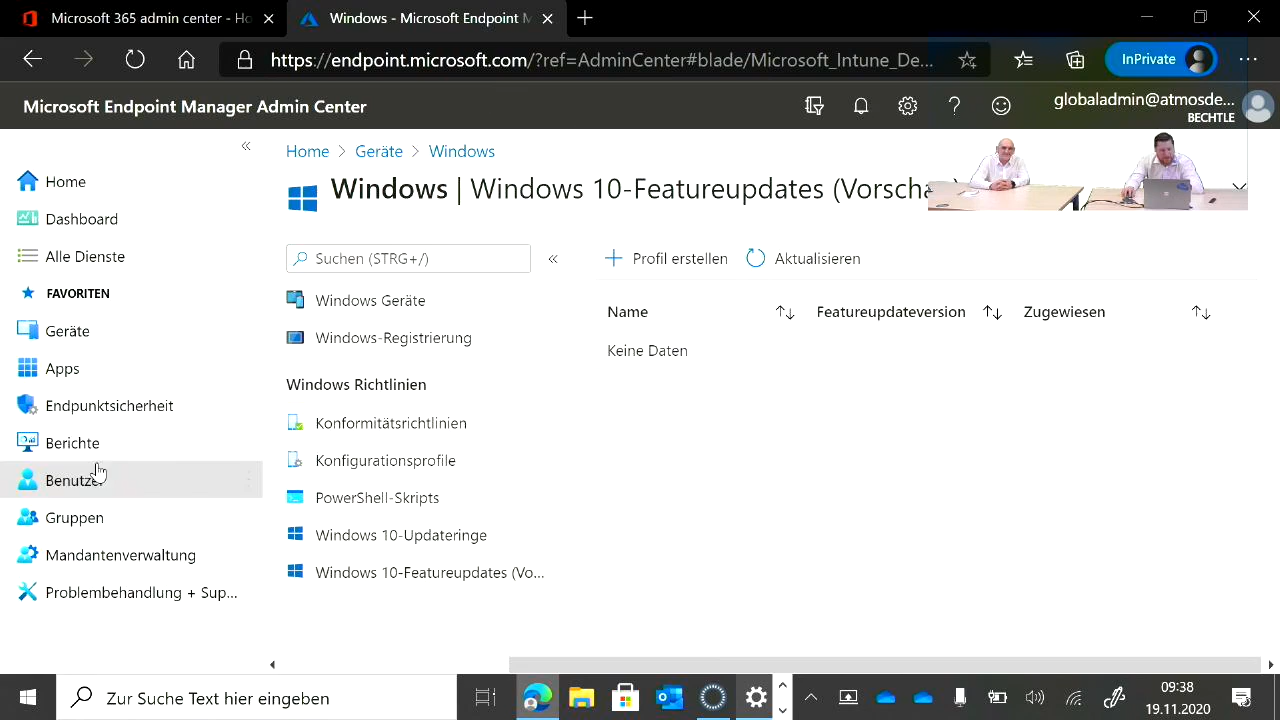 Microsoft 365 admin center - Ho
Windows - Microsoft Endpoint M
https://endpoint.microsoft.com/?ref=AdminCenter#blade/Microsoft_Intune_De...
InPrivate
Microsoft Endpoint Manager Admin Center
globaladmin@atmosde...
BECHTLE
Home > Geräte > Windows
Windows | Windows 10-Featureupdates (Vorscha
Home
Dashboard
Alle Dienste
FAVORITEN
Geräte
Apps
Endpunktsicherheit
Berichte
Benutzer
Gruppen
Mandantenverwaltung
Problembehandlung + Sup...
Suchen (STRG+/)
Windows Geräte
Windows-Registrierung
Windows Richtlinien
Konformitätsrichtlinien
Konfigurationsprofile
PowerShell-Skripts
Windows 10-Updateringe
Windows 10-Featureupdates (Vo...
Profil erstellen
Aktualisieren
Name
Featureupdateversion
Zugewiesen
Keine Daten
Zur Suche Text hier eingeben
09:38
19.11.2020